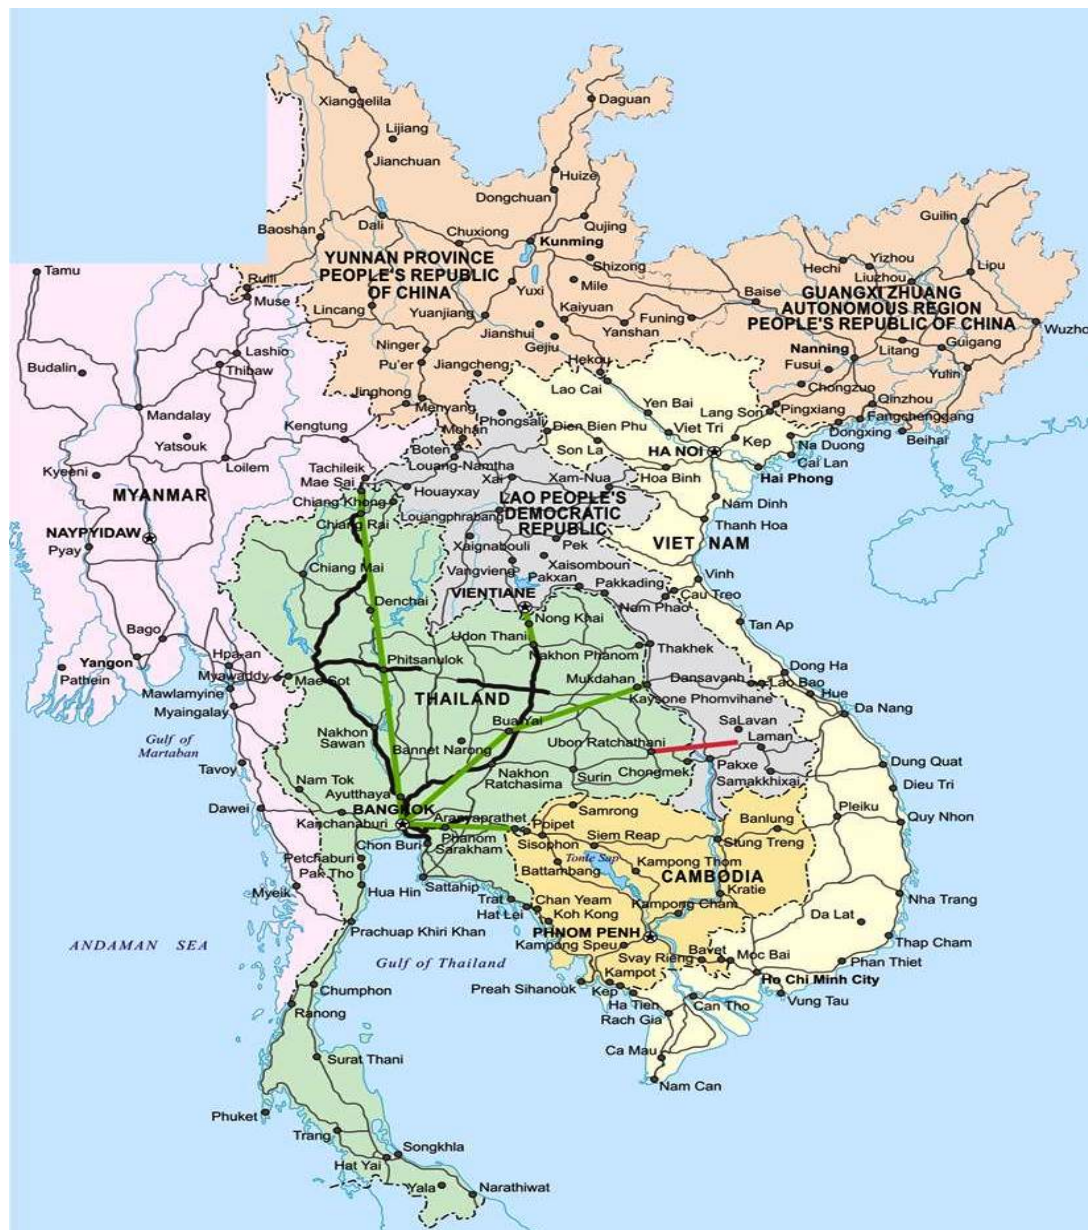 Daguan
Xianggelila
Lijiang
Jianchuan
Huize
Dongchuan
Guilin
Dali
Qujing
Baoshan
Chuxiong
Kunming
YUNNAN PROVINCE
PEOPLE'S REPUBLIC
OF CHINA
Shizong
Hechi
Yizhou
Liuzhou
Lipu
Tamu
Ruili
Muse
Mile
Yuxi
Baise
GUANGXI ZHUANG
AUTONOMOUS REGION
PEOPLE'S REPUBLIC OF CHINA
Lincang
Yuanjiang
Kaiyuan
Funing
Yanshan
Jianshui
Gejiu
Wuzho
Nanning
Litang
Guigang
Lashio
Thibaw
Ninger
Pu'er
Jiangcheng
Hekou
Fusui
Yulin
Budalin
Lao Cai
Chongzuo
Jinghong
Menyang
Qinzhou
Mandalay
Yen Bai
Lang Son
Pingxiang
Fangchenggang
Phongsali
Yatsouk
Kengtung
Mohan
Dien Bien Phu
Viet Tri
Kep
Dongxing
Beihai
Na Duong
Boten
Son La
HA NOI
Cai Lan
Kyeeni
Loilem
Tachileik
Louang-Namtha
Mae Sai
Xai
Xam-Nua
Hoa Binh
Hai Phong
MYANMAR
Houayxay
Chiang Khong
LAO PEOPLE'S
DEMOCRATIC
REPUBLIC
Nam Dinh
Louangphrabang
Chiang Rai
Thanh Hoa
NAYPYIDAW
Pyay
Xaignabouli
Pek
VIET NAM
Chiang Mai
Vangvieng
Xaisomboun
Pakxan
Pakkading
Vinh
VIENTIANE
Cau Treo
Denchai
Nong Khai
Nam Phao
Bago
Udon Thani
Tan Ap
Yangon
Hpa-an
Phitsanulok
Nakhon Phanom
Thakhek
Pathein
Myawaddy
Mae Sot
Mukdahan
Dansavanh
Dong Ha
Lao Bao
Mawlamyine
THAILAND
Kaysone Phomvihane
Hue
Myaingalay
Bua Yai
SaLavan
Da Nang
Gulf of
Martaban
Nakhon
Sawan
Bannet Narong
Ubon Ratchathani
Laman
Tavoy
Nam Tok
Nakhon
Ratchasima
Surin
Chongmek
Pakxe
Samakkhixai
Dung Quat
Ayutthaya
Dieu Tri
Dawei
BANGKOK
Kanchanaburi
Aranyaprathet
Samrong
Banlung
Pleiku
Quy Nhon
Chon Buri
Phanom
Sarakham
Poipet
Sisophon
Siem Reap
Stung Treng
Petchaburi
Pak Tho
Tonle Sap
Kampong Thom
Myeik
Hua Hin
Sattahip
Battambang
CAMBODIA
Kratie
Nha Trang
Trat
Chan Yeam
Hat Lei
Koh Kong
Kampong Cham
Da Lat
Prachuap Khiri Khan
PHNOM PENH
ANDAMAN SEA
Kampong Speu
Bavet
Thap Cham
Gulf of Thailand
Svay Rieng
Moc Bai
Phan Thiet
Kampot
Ho Chi Minh City
Chumphon
Preah Sihanouk
Kep
Ha Tien
Can Tho
Vung Tau
Ranong
Rach Gia
Surat Thani
Ca Mau
Nam Can
Phuket
Trang
Songkhla
Hat Yai
Yala
Narathiwat